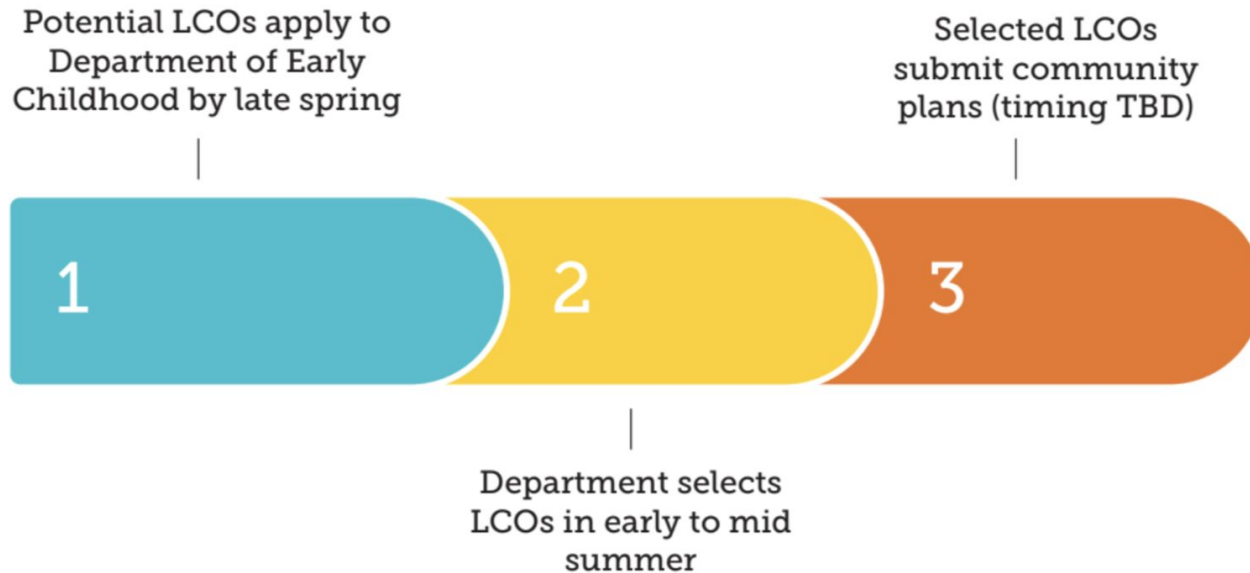 Potential LCOs apply to
Department of Early
Childhood by late spring
1
Department selects
LCOs in early to mid
summer
2
Selected LCOs
submit community
plans (timing TBD)
3